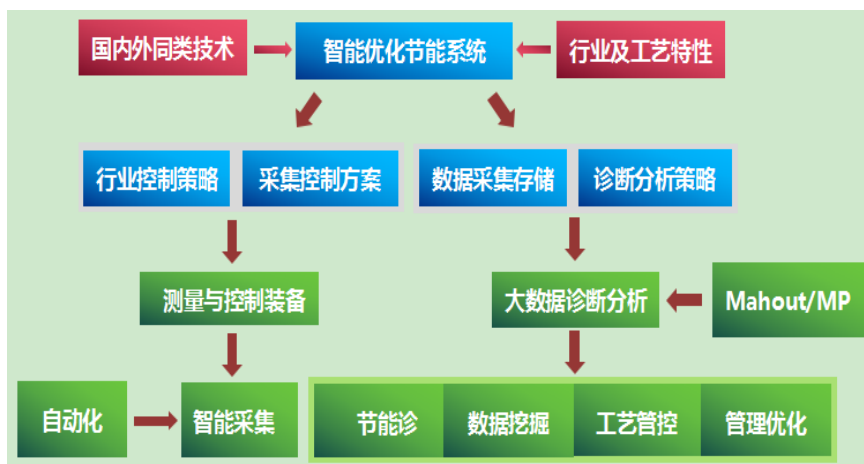 国内外同类技术
智能优化节能系统
行业及工艺特性
行业控制策略
采集控制方案
数据采集存储
诊断分析策略
测量与控制装备
大数据诊断分析
Mahout/MP
自动化
智能采集
节能诊
数据挖掘
工艺管控
管理优化